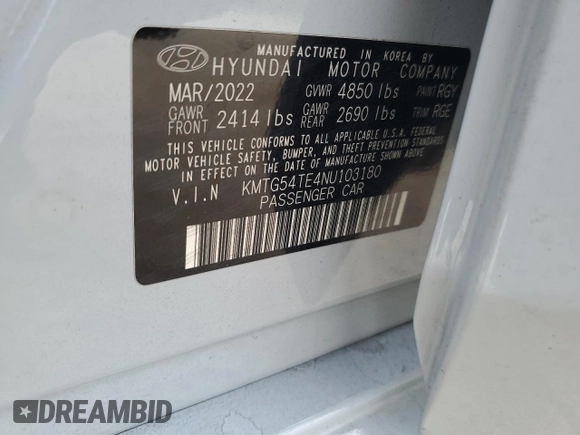 MANUFACTURED IN KOREA BY
HYUNDAI MOTOR COMPANY
MAR/2022 GVWR 4850 lbs PAINT RGY
GAWR FRONT 2414 lbs GAWR REAR 2690 lbs TRIM RGE
THIS VEHICLE CONFORMS TO ALL APPLICABLE U.S.A. FEDERAL
MOTOR VEHICLE SAFETY, BUMPER, AND THEFT PREVENTION STANDARDS
IN EFFECT ON THE DATE OF MANUFACTURE SHOWN ABOVE.
V.I.N KMTG54TE4NU103180
PASSENGER CAR
DREAMBID